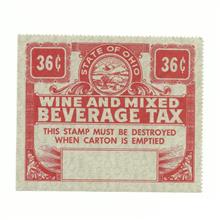 STATE OF OHIO
36¢ 36¢
WINE AND MIXED
BEVERAGE TAX
THIS STAMP MUST BE DESTROYED
WHEN CARTON IS EMPTIED